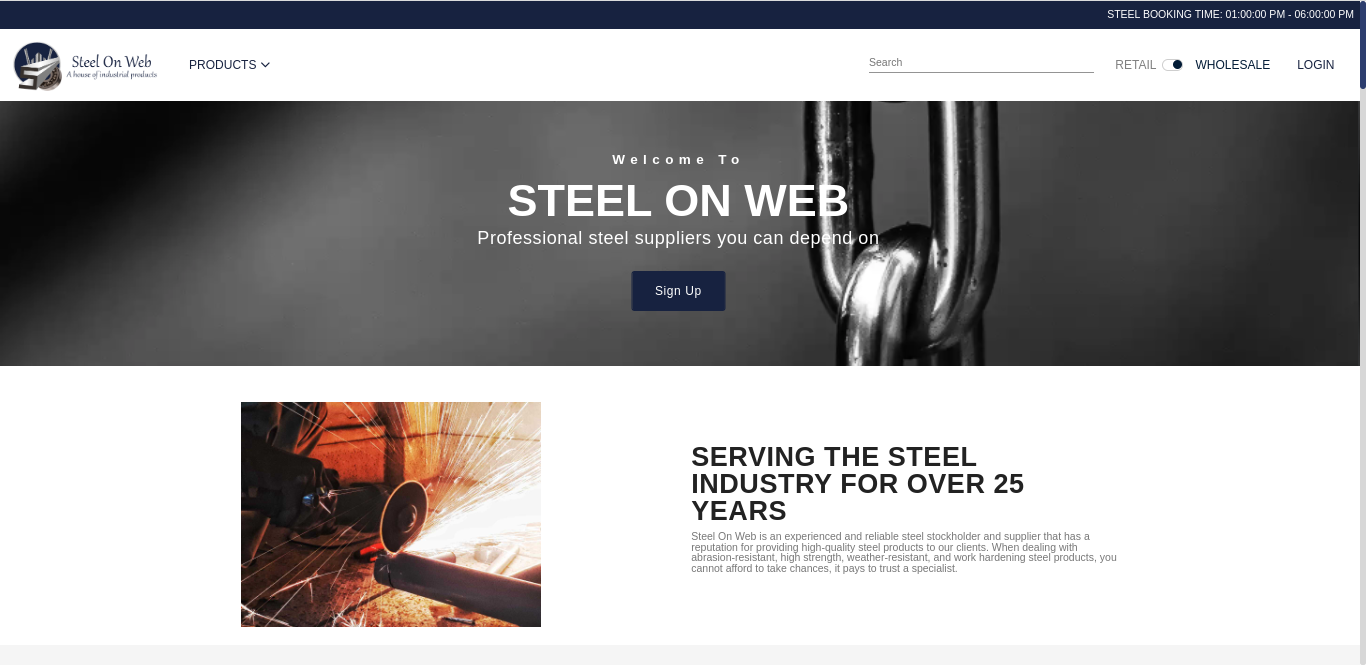 STEEL BOOKING TIME: 01:00:00 PM - 06:00:00 PM
Steel On Web
A house of industrial products
PRODUCTS
Search
RETAIL
WHOLESALE
LOGIN
Welcome To
STEEL ON WEB
Professional steel suppliers you can depend on
Sign Up
SERVING THE STEEL
INDUSTRY FOR OVER 25
YEARS
Steel On Web is an experienced and reliable steel stockholder and supplier that has a
reputation for providing high-quality steel products to our clients. When dealing with
abrasion-resistant, high strength, weather-resistant, and work hardening steel products, you
cannot afford to take chances, it pays to trust a specialist.